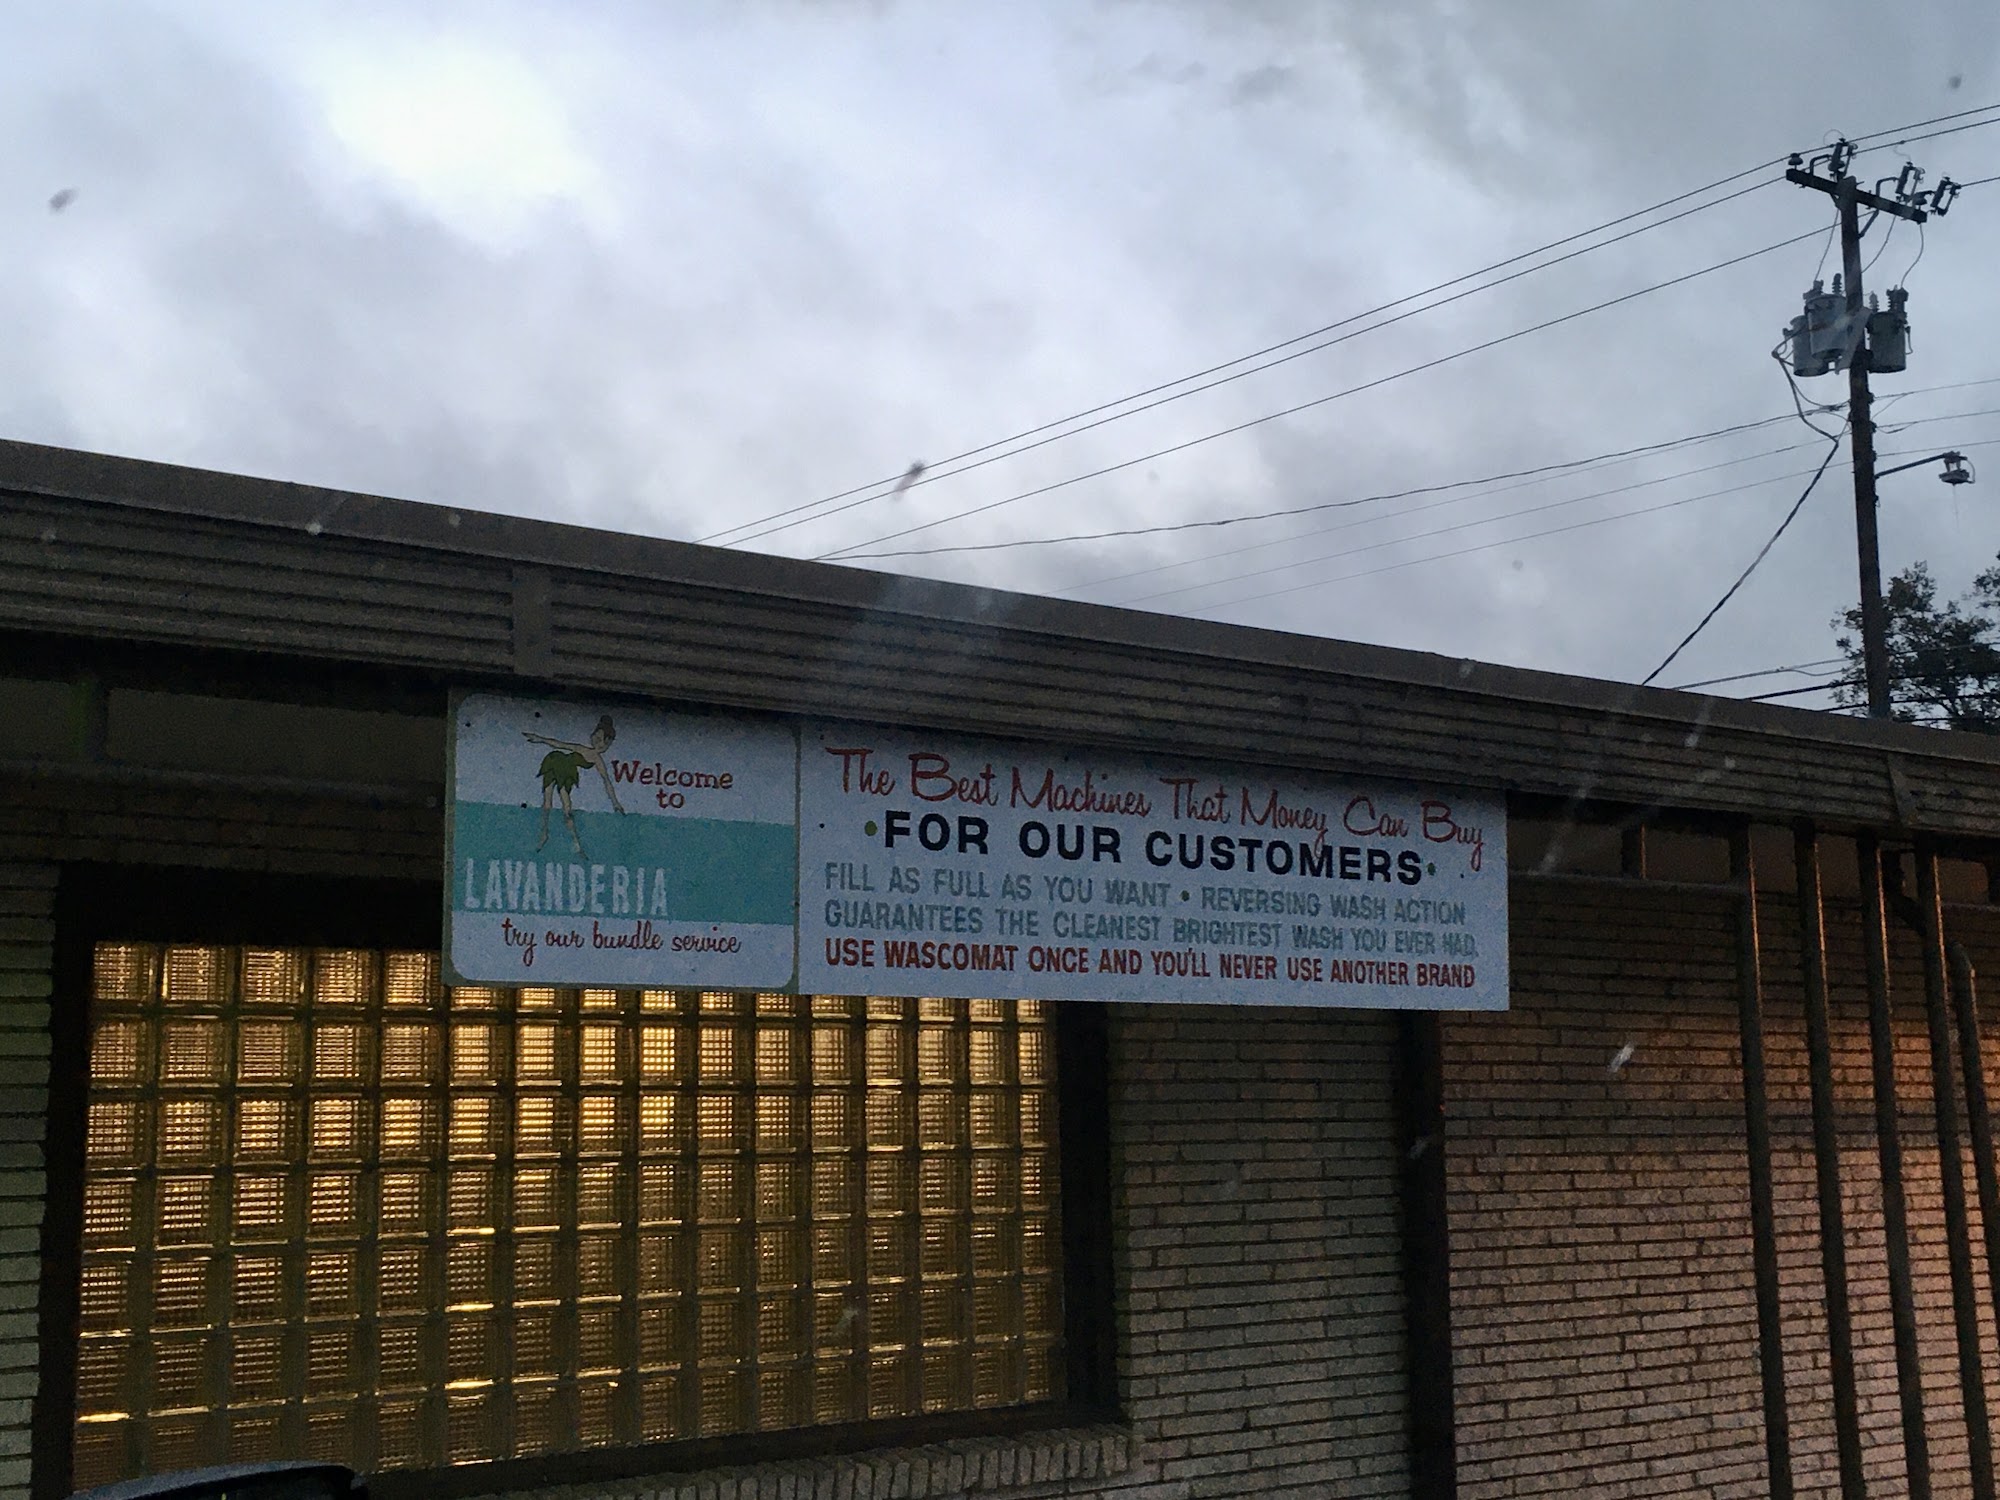 Welcome
to
LAVANDERIA
try our bundle service
The Best Machines That Money Can Buy
•FOR OUR CUSTOMERS•
FILL AS FULL AS YOU WANT • REVERSING WASH ACTION
GUARANTEES THE CLEANEST BRIGHTEST WASH YOU EVER HAD.
USE WASCOMAT ONCE AND YOU'LL NEVER USE ANOTHER BRAND